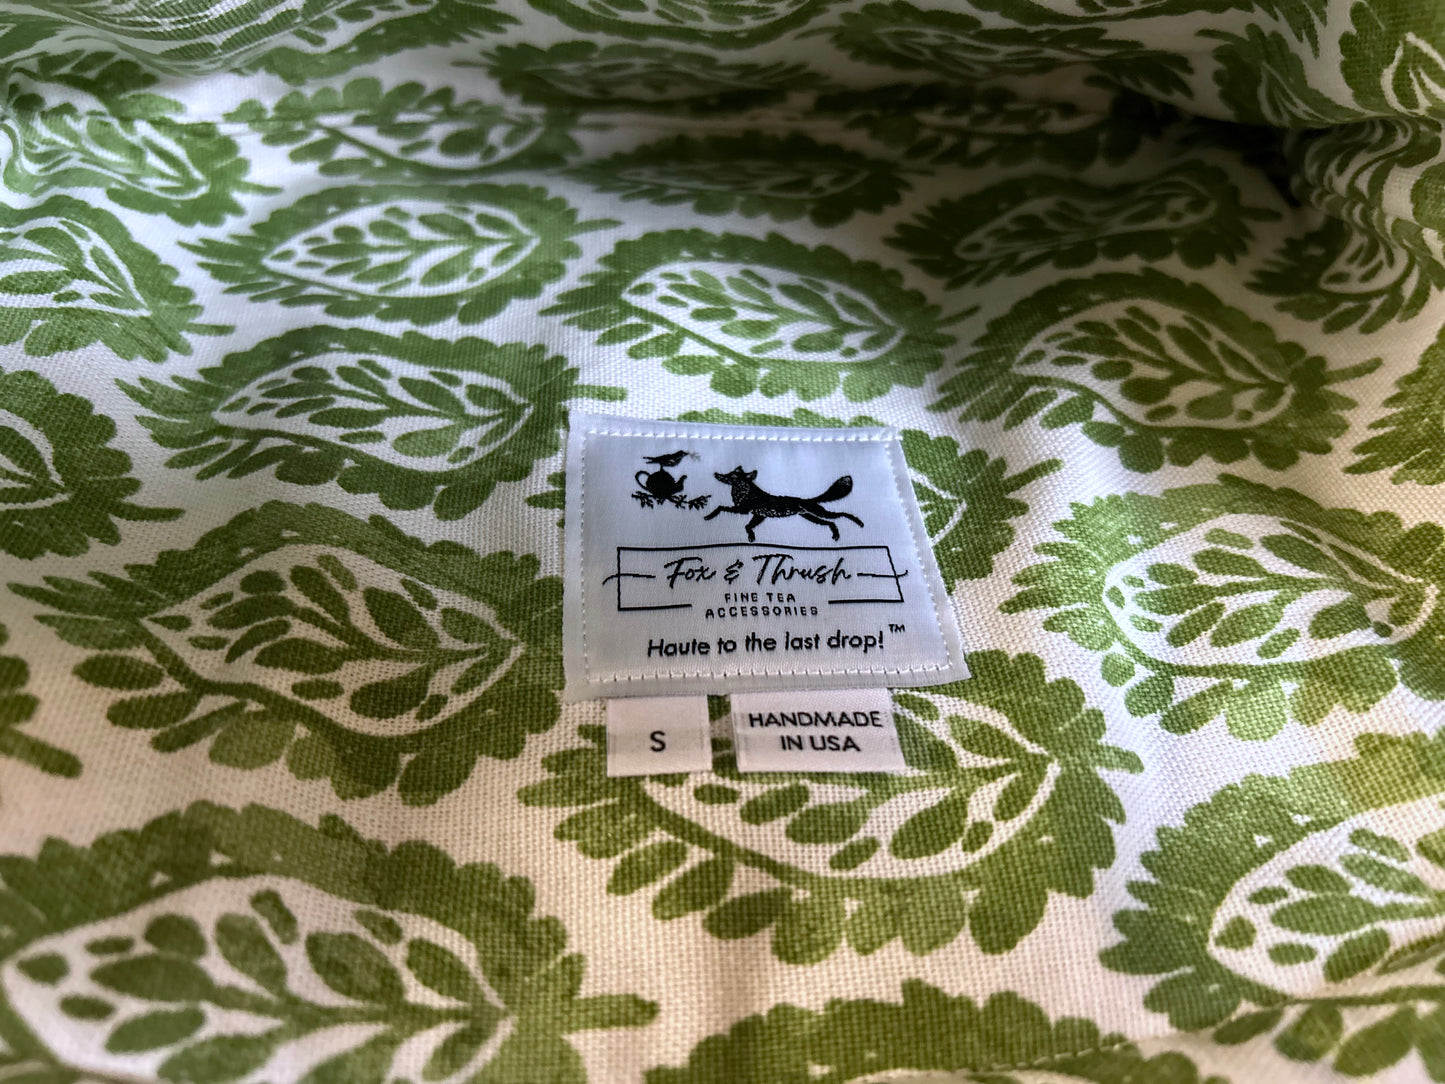 Fox & Thrush
FINE TEA
ACCESSORIES
Haute to the last drop!™
S
HANDMADE
IN USA